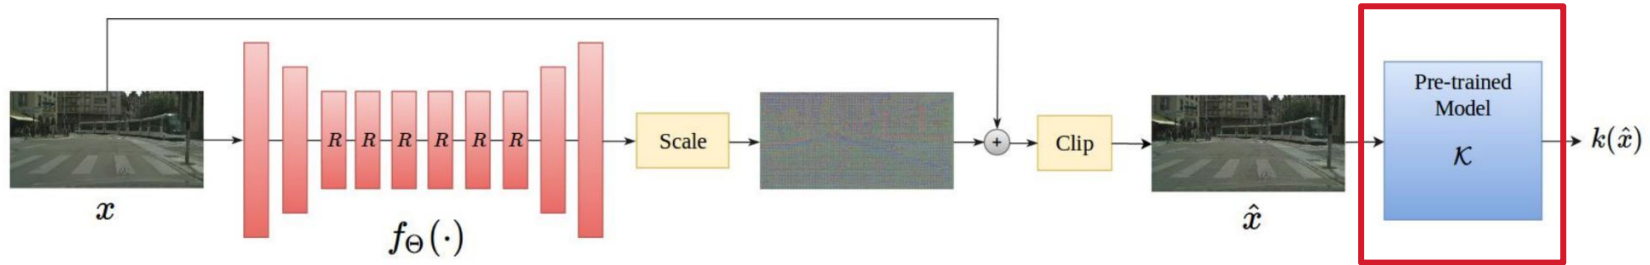 x
R R R R R R
f_Θ(·)
Scale
+
Clip
x̂
Pre-trained
Model
𝒦
k(x̂)